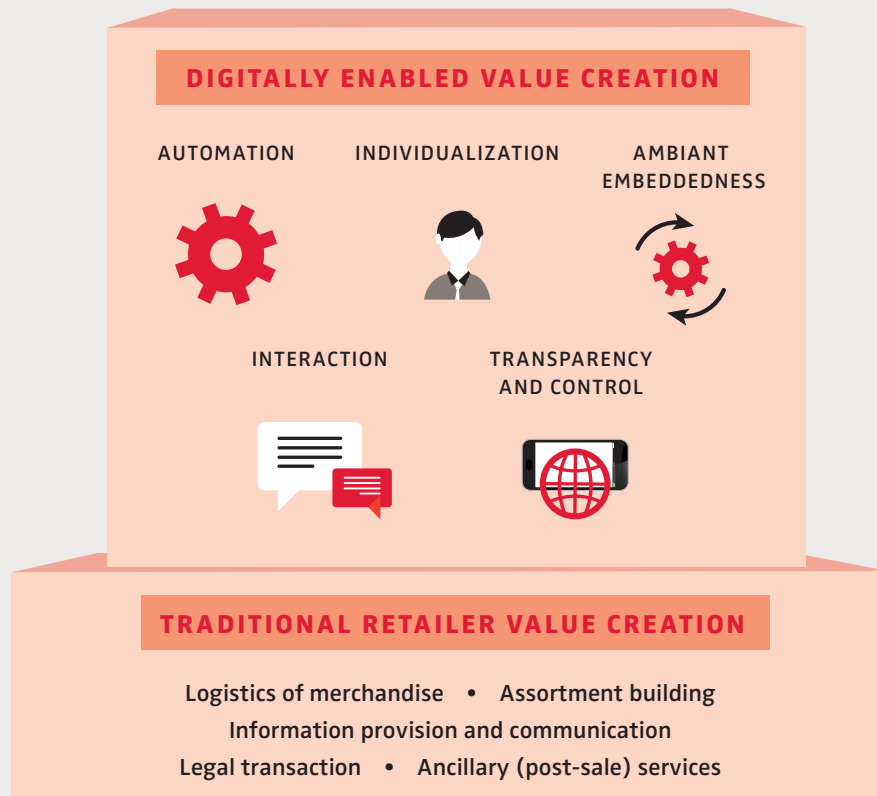 DIGITALLY ENABLED VALUE CREATION
AUTOMATION
INDIVIDUALIZATION
AMBIANT
EMBEDDEDNESS
INTERACTION
TRANSPARENCY
AND CONTROL
TRADITIONAL RETAILER VALUE CREATION
Logistics of merchandise • Assortment building
Information provision and communication
Legal transaction • Ancillary (post-sale) services